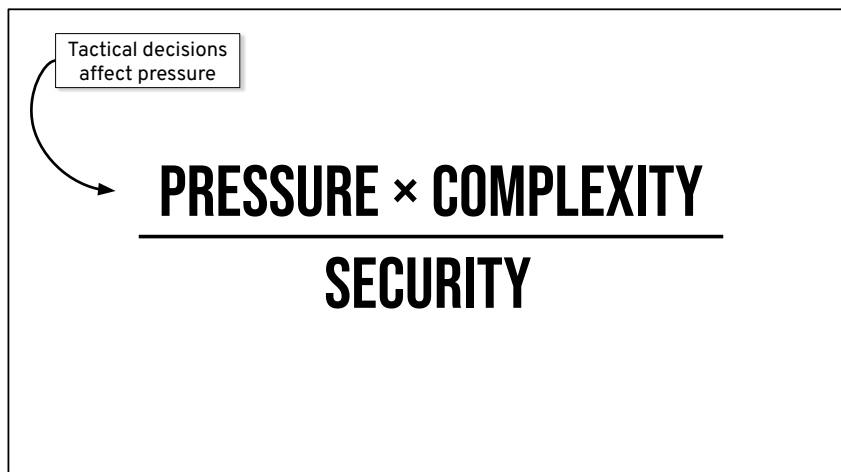 Tactical decisions
affect pressure
PRESSURE × COMPLEXITY
SECURITY